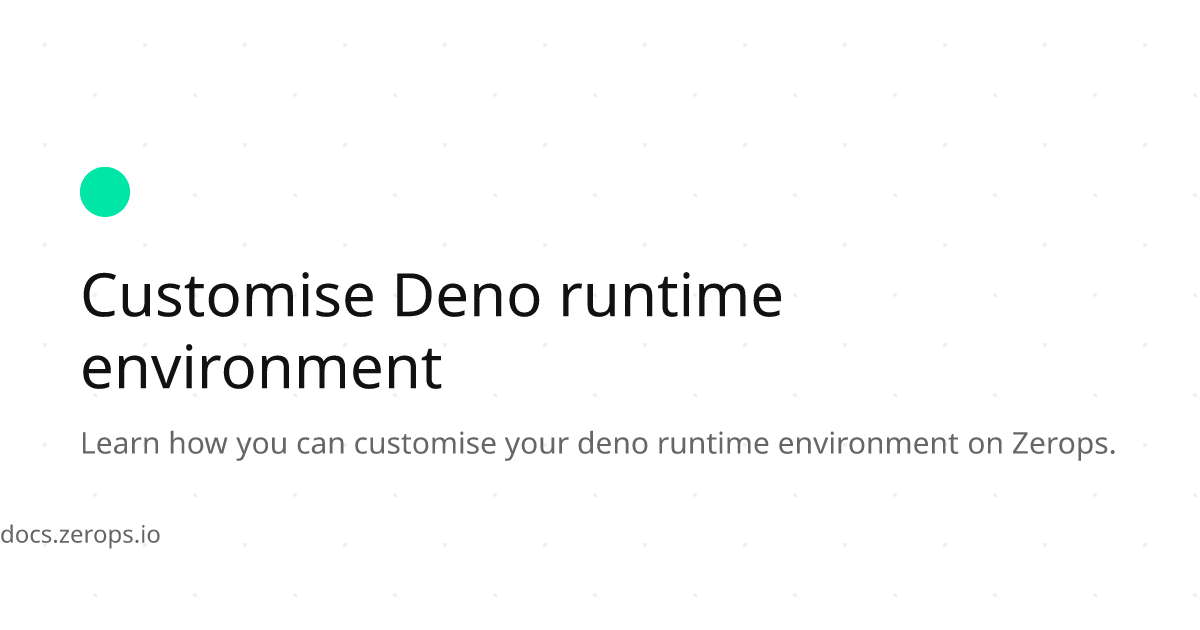 Customise Deno runtime
environment
Learn how you can customise your deno runtime environment on Zerops.
docs.zerops.io